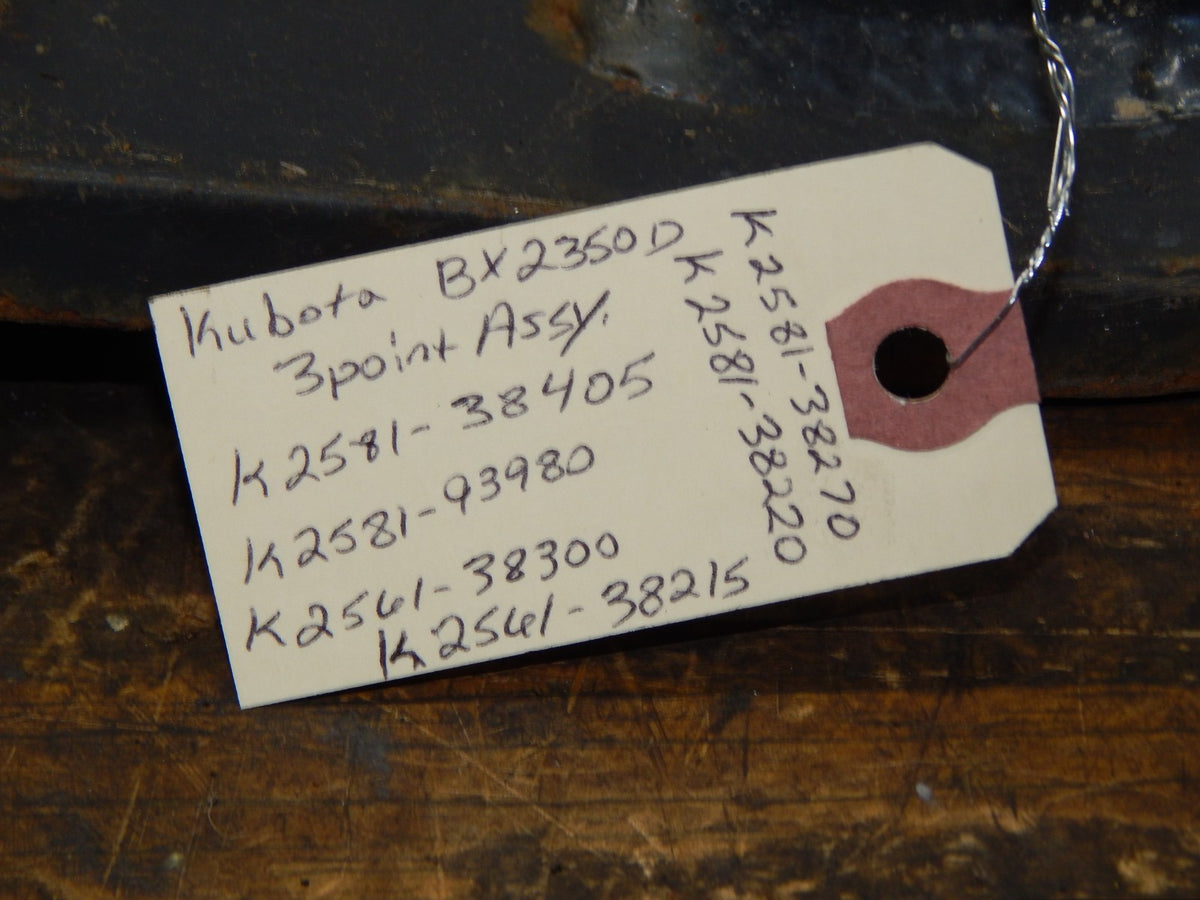 Kubota BX2350D
3point Assy.
K2581-38405
K2581-93980
K2561-38300
K2561-38215
K2581-38270
K2581-38220